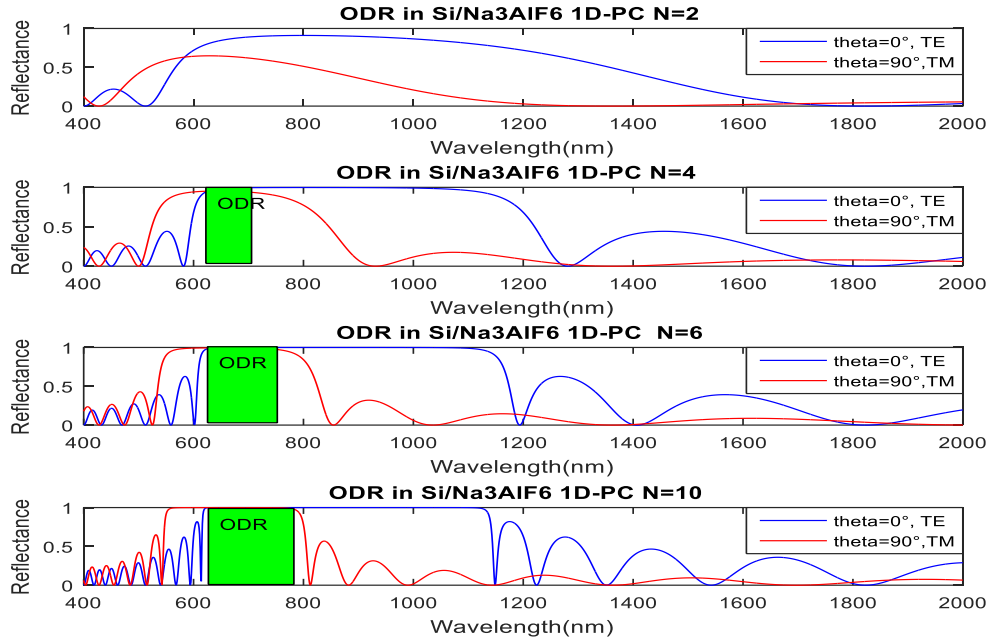 ODR in Si/Na3AlF6 1D-PC N=2
Reflectance
1
0.5
0
theta=0°, TE
theta=90°,TM
400 600 800 1000 1200 1400 1600 1800 2000
Wavelength(nm)
ODR in Si/Na3AlF6 1D-PC N=4
Reflectance
1
0.5
0
ODR
theta=0°, TE
theta=90°,TM
400 600 800 1000 1200 1400 1600 1800 2000
Wavelength(nm)
ODR in Si/Na3AlF6 1D-PC N=6
Reflectance
1
0.5
0
ODR
theta=0°, TE
theta=90°,TM
400 600 800 1000 1200 1400 1600 1800 2000
Wavelength(nm)
ODR in Si/Na3AlF6 1D-PC N=10
Reflectance
1
0.5
0
ODR
theta=0°, TE
theta=90°,TM
400 600 800 1000 1200 1400 1600 1800 2000
Wavelength(nm)